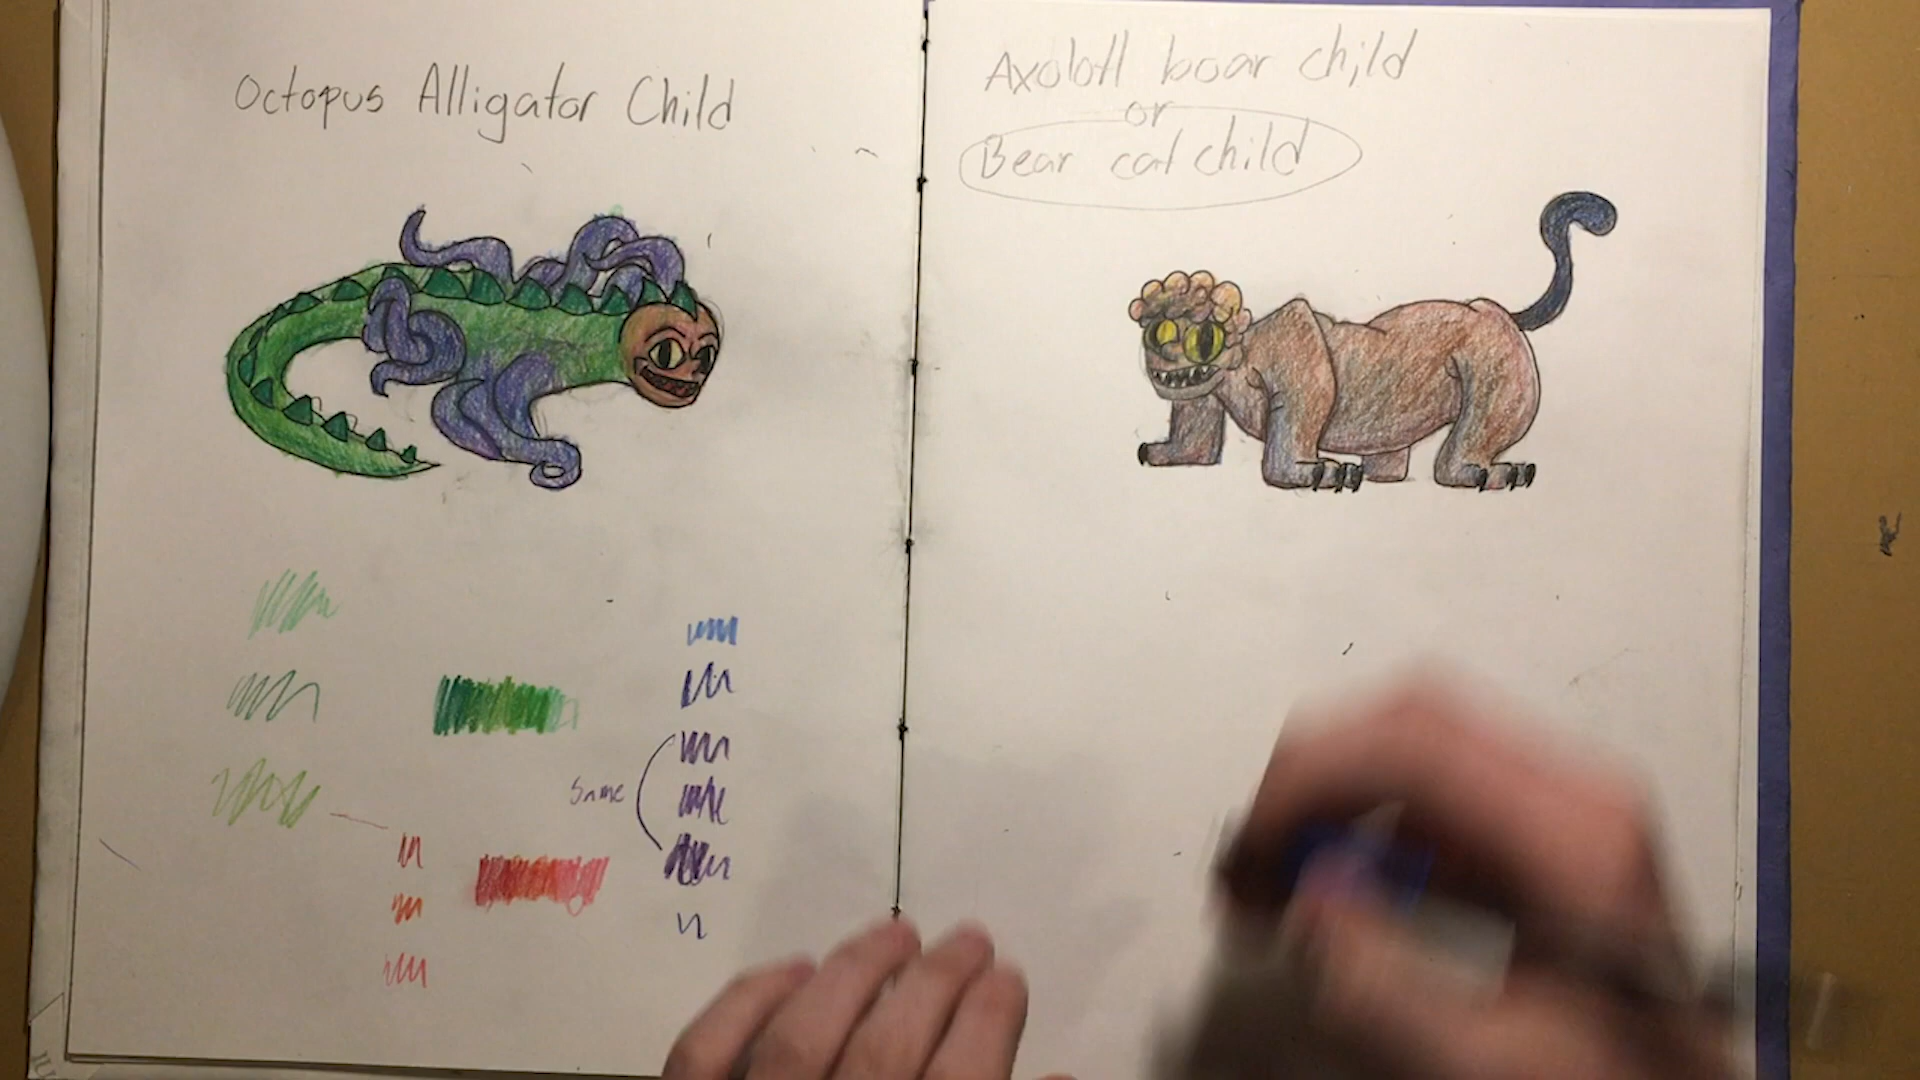 Octopus Alligator Child
Axolotl boar child
or
Bear cat child
Same